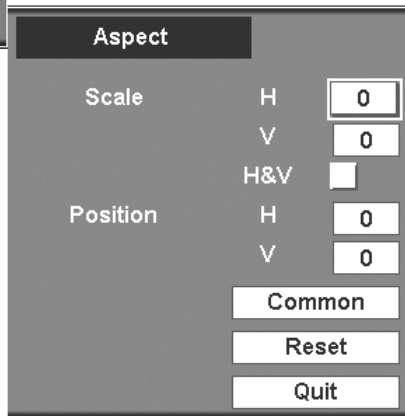 Aspect
Scale H 0
V 0
H&V
Position H 0
V 0
Common
Reset
Quit